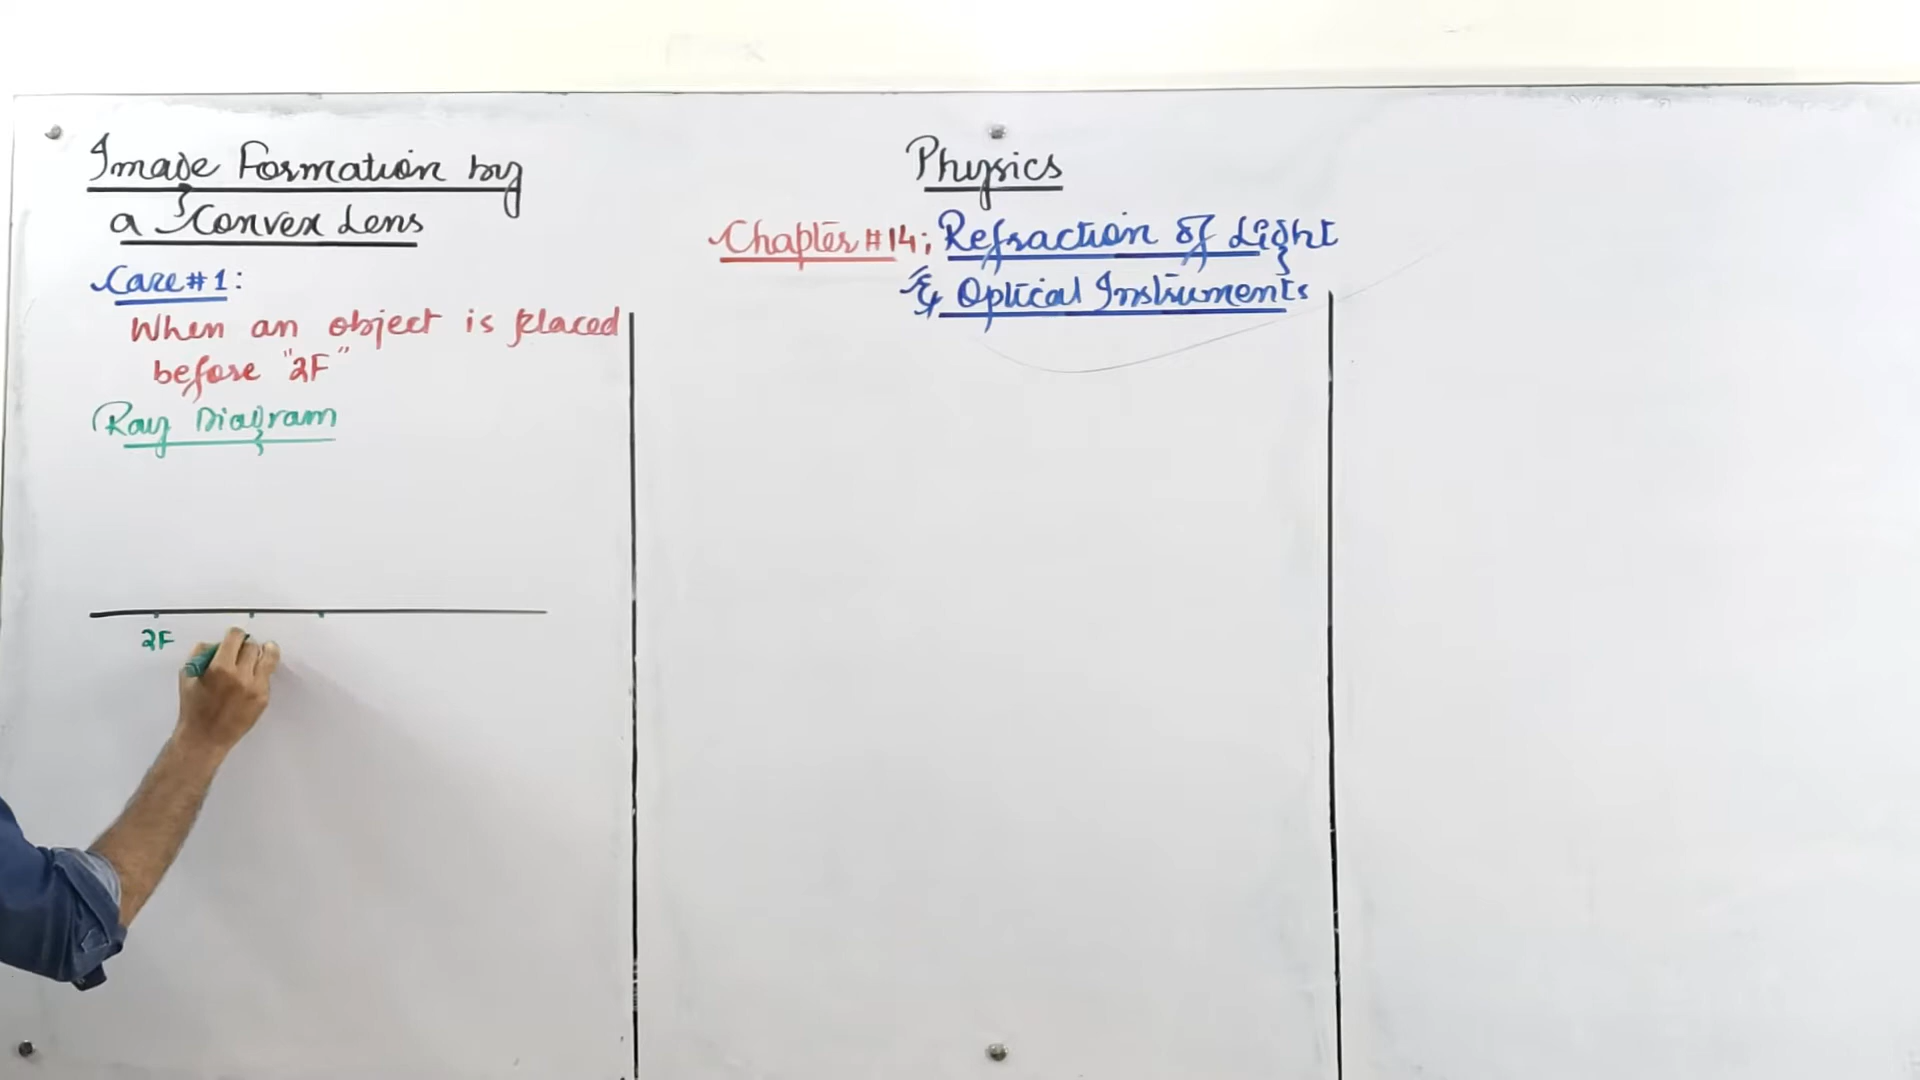 Image Formation by
a Convex Lens
Case #1:
When an object is placed
before "2F"
Ray Diagram
2F
Physics
Chapter #14; Refraction of Light
& Optical Instruments